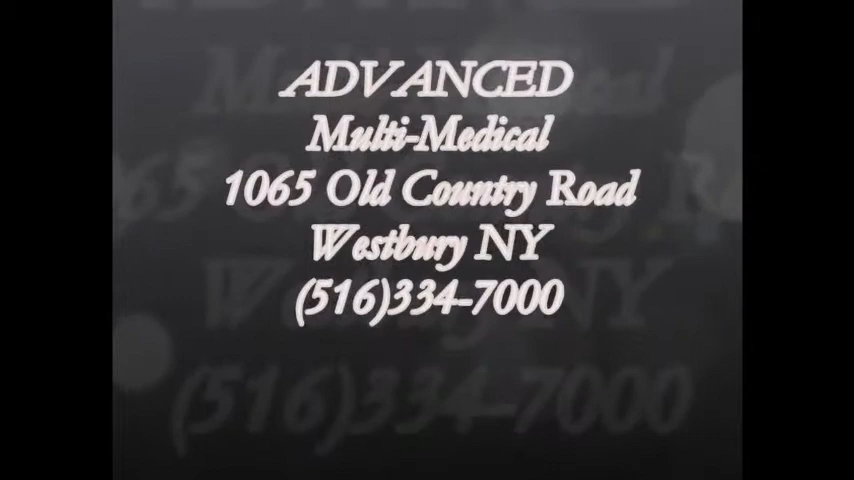 ADVANCED
Multi-Medical
1065 Old Country Road
Westbury NY
(516)334-7000